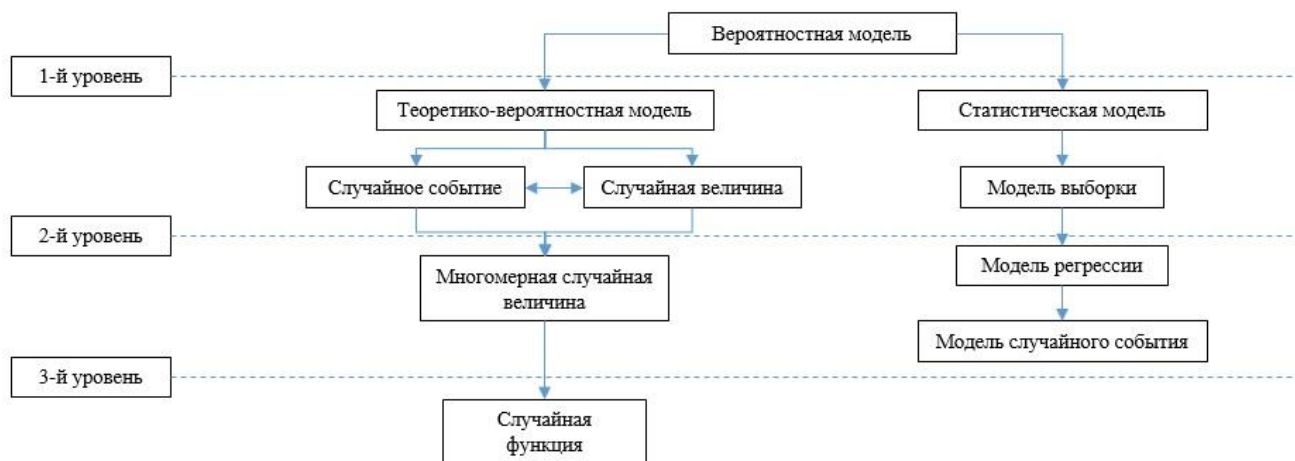 Вероятностная модель
1-й уровень
Теоретико-вероятностная модель
Статистическая модель
Случайное событие
Случайная величина
Модель выборки
2-й уровень
Многомерная случайная
величина
Модель регрессии
Модель случайного события
3-й уровень
Случайная
функция